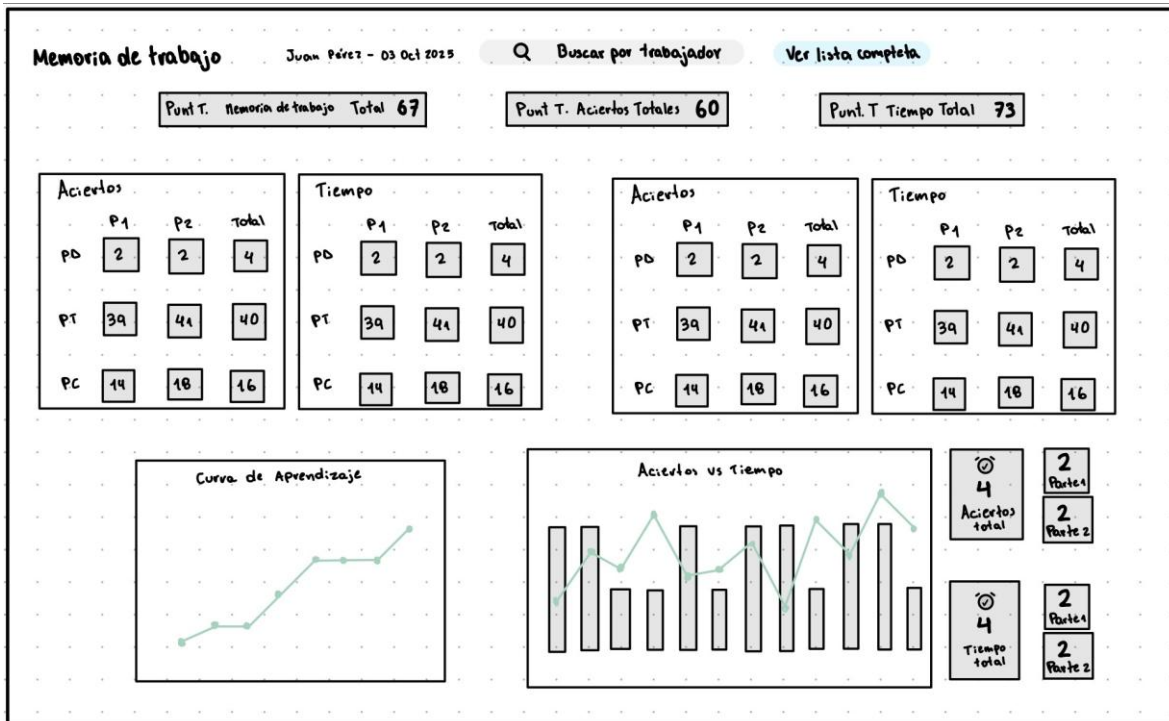 Memoria de trabajo
Juan Pérez - 03 Oct 2025
Buscar por trabajador
Ver lista completa
Punt T. Memoria de trabajo Total 67
Punt T. Aciertos Totales 60
Punt. T Tiempo Total 73
Aciertos
P1 P2 Total
PD 2 2 4
PT 39 41 40
PC 14 18 16
Tiempo
P1 P2 Total
PD 2 2 4
PT 39 41 40
PC 14 18 16
Aciertos
P1 P2 Total
PD 2 2 4
PT 39 41 40
PC 14 18 16
Tiempo
P1 P2 Total
PD 2 2 4
PT 39 41 40
PC 14 18 16
Curva de Aprendizaje
Aciertos vs Tiempo
4
Aciertos
total
2
Parte 1
2
Parte 2
4
Tiempo
total
2
Parte 1
2
Parte 2